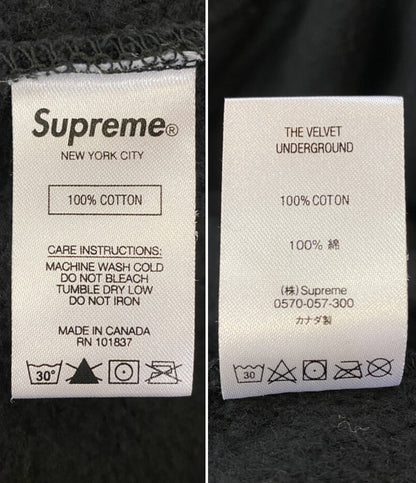 Supreme®
NEW YORK CITY
100% COTTON
CARE INSTRUCTIONS:
MACHINE WASH COLD
DO NOT BLEACH
TUMBLE DRY LOW
DO NOT IRON
MADE IN CANADA
RN 101837
30°
THE VELVET
UNDERGROUND
100% COTTON
100% 綿
(株) Supreme
0570-057-300
カナダ製
30